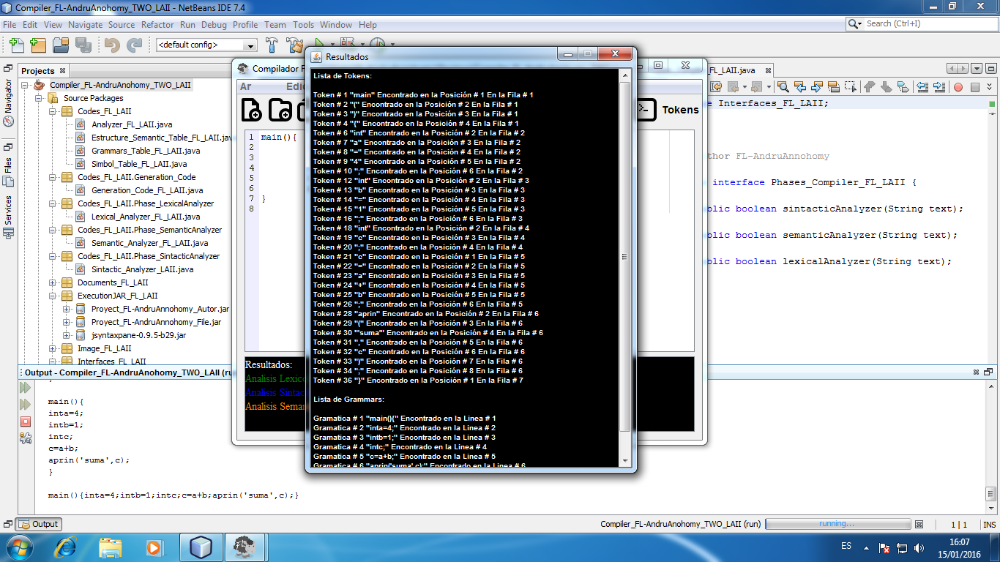 Compiler_FL-AndruAnohomy_TWO_LAII - NetBeans IDE 7.4
File Edit View Navigate Source Refactor Run Debug Profile Team Tools Window Help
Search (Ctrl+I)
<default config>
Projects
Navigator
Files
Services
Compiler_FL-AndruAnohomy_TWO_LAII
Source Packages
Codes_FL_LAII
Analyzer_FL_LAII.java
Estructure_Semantic_Table_FL_LAII.java
Grammars_Table_FL_LAII.java
Simbol_Table_FL_LAII.java
Codes_FL_LAII.Generation_Code
Generation_Code_FL_LAII.java
Codes_FL_LAII.Phase_LexicalAnalyzer
Lexical_Analyzer_FL_LAII.java
Codes_FL_LAII.Phase_SemanticAnalyzer
Semantic_Analyzer_FL_LAII.java
Codes_FL_LAII.Phase_SintacticAnalyzer
Sintactic_Analyzer_LAII.java
Documents_FL_LAII
ExecutionJAR_FL_LAII
Proyect_FL-AndruAnnohomy_Autor.jar
Proyect_FL-AndruAnnohomy_File.jar
jsyntaxpane-0.9.5-b29.jar
Image_FL_LAII
Interfaces_FL_LAII
Compilador F
Ar Edi
Tokens
1 main(){
2
3
4
5
6
7 }
8
Resultados:
Analisis Lexico
Analisis Sintac
Analisis Seman
Resultados
Lista de Tokens:
Token # 1 "main" Encontrado en la Posición # 1 En la Fila # 1
Token # 2 "(" Encontrado en la Posición # 2 En la Fila # 1
Token # 3 ")" Encontrado en la Posición # 3 En la Fila # 1
Token # 4 "{" Encontrado en la Posición # 4 En la Fila # 1
Token # 6 "int" Encontrado en la Posición # 2 En la Fila # 2
Token # 7 "a" Encontrado en la Posición # 3 En la Fila # 2
Token # 8 "=" Encontrado en la Posición # 4 En la Fila # 2
Token # 9 "4" Encontrado en la Posición # 5 En la Fila # 2
Token # 10 ";" Encontrado en la Posición # 6 En la Fila # 2
Token # 12 "int" Encontrado en la Posición # 2 En la Fila # 3
Token # 13 "b" Encontrado en la Posición # 3 En la Fila # 3
Token # 14 "=" Encontrado en la Posición # 4 En la Fila # 3
Token # 15 "1" Encontrado en la Posición # 5 En la Fila # 3
Token # 16 ";" Encontrado en la Posición # 6 En la Fila # 3
Token # 18 "int" Encontrado en la Posición # 2 En la Fila # 4
Token # 19 "c" Encontrado en la Posición # 3 En la Fila # 4
Token # 20 ";" Encontrado en la Posición # 4 En la Fila # 4
Token # 21 "c" Encontrado en la Posición # 1 En la Fila # 5
Token # 22 "=" Encontrado en la Posición # 2 En la Fila # 5
Token # 23 "a" Encontrado en la Posición # 3 En la Fila # 5
Token # 24 "+" Encontrado en la Posición # 4 En la Fila # 5
Token # 25 "b" Encontrado en la Posición # 5 En la Fila # 5
Token # 26 ";" Encontrado en la Posición # 6 En la Fila # 5
Token # 28 "aprin" Encontrado en la Posición # 2 En la Fila # 6
Token # 29 "(" Encontrado en la Posición # 3 En la Fila # 6
Token # 30 "'suma'" Encontrado en la Posición # 4 En la Fila # 6
Token # 31 "," Encontrado en la Posición # 5 En la Fila # 6
Token # 32 "c" Encontrado en la Posición # 6 En la Fila # 6
Token # 33 ")" Encontrado en la Posición # 7 En la Fila # 6
Token # 34 ";" Encontrado en la Posición # 8 En la Fila # 6
Token # 36 "}" Encontrado en la Posición # 1 En la Fila # 7
Lista de Grammars:
Gramatica # 1 "main(){" Encontrado en la Linea # 1
Gramatica # 2 "inta=4;" Encontrado en la Linea # 2
Gramatica # 3 "intb=1;" Encontrado en la Linea # 3
Gramatica # 4 "intc;" Encontrado en la Linea # 4
Gramatica # 5 "c=a+b;" Encontrado en la Linea # 5
Gramatica # 6 "aprin('suma',c);" Encontrado en la Linea # 6
_FL_LAII.java
e Interfaces_FL_LAII;
thor FL-AndruAnnohomy
interface Phases_Compiler_FL_LAII {
blic boolean sintacticAnalyzer(String text);
blic boolean semanticAnalyzer(String text);
blic boolean lexicalAnalyzer(String text);
Output - Compiler_FL-AndruAnohomy_TWO_LAII (ru
}
main(){
inta=4;
intb=1;
intc;
c=a+b;
aprin('suma',c);
}
main(){inta=4;intb=1;intc;c=a+b;aprin('suma',c);}
Output
Compiler_FL-AndruAnohomy_TWO_LAII (run)
running...
1 | 1
INS
ES
16:07
15/01/2016